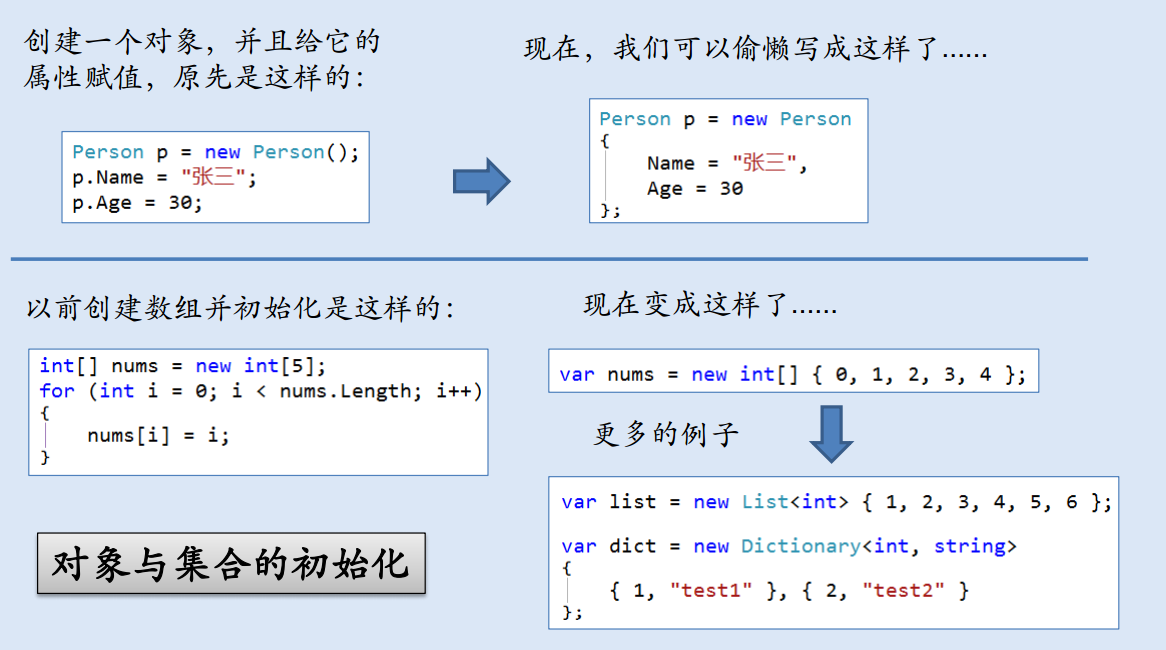 创建一个对象，并且给它的
属性赋值，原先是这样的：
现在，我们可以偷懒写成这样了……
Person p = new Person();
p.Name = "张三";
p.Age = 30;
Person p = new Person
{
    Name = "张三",
    Age = 30
};
以前创建数组并初始化是这样的：
现在变成这样了……
int[] nums = new int[5];
for (int i = 0; i < nums.Length; i++)
{
    nums[i] = i;
}
var nums = new int[] { 0, 1, 2, 3, 4 };
更多的例子
var list = new List<int> { 1, 2, 3, 4, 5, 6 };
var dict = new Dictionary<int, string>
{
    { 1, "test1" }, { 2, "test2" }
};
对象与集合的初始化